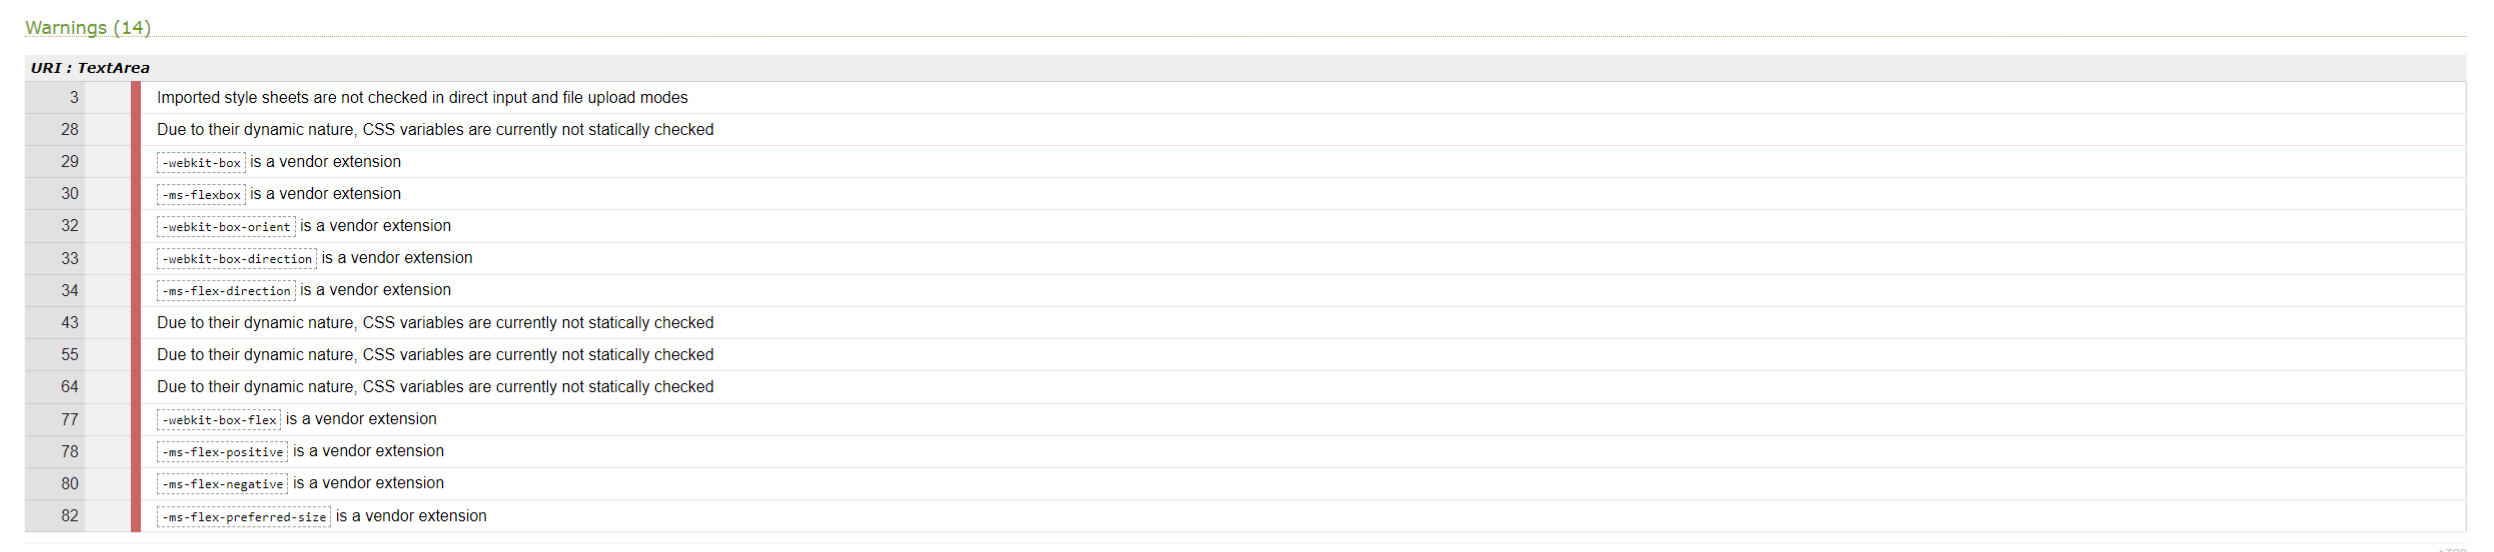 Warnings (14)
URI : TextArea
3 Imported style sheets are not checked in direct input and file upload modes
28 Due to their dynamic nature, CSS variables are currently not statically checked
29 -webkit-box is a vendor extension
30 -ms-flexbox is a vendor extension
32 -webkit-box-orient is a vendor extension
33 -webkit-box-direction is a vendor extension
34 -ms-flex-direction is a vendor extension
43 Due to their dynamic nature, CSS variables are currently not statically checked
55 Due to their dynamic nature, CSS variables are currently not statically checked
64 Due to their dynamic nature, CSS variables are currently not statically checked
77 -webkit-box-flex is a vendor extension
78 -ms-flex-positive is a vendor extension
80 -ms-flex-negative is a vendor extension
82 -ms-flex-preferred-size is a vendor extension